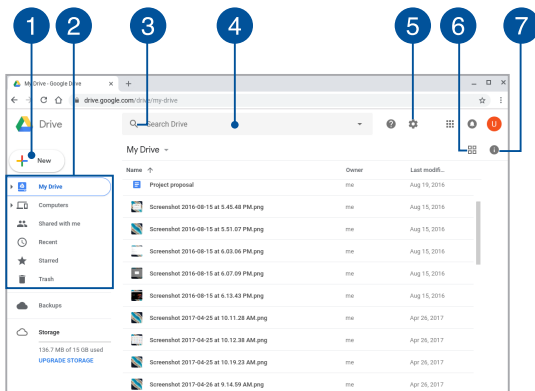 1 2 3 4 5 6 7
My Drive - Google Drive
drive.google.com/drive/my-drive
Drive
Search Drive
U
New
My Drive
Name Owner Last modifi...
My Drive
Computers
Shared with me
Recent
Starred
Trash
Backups
Storage
136.7 MB of 15 GB used
UPGRADE STORAGE
Project proposal me Aug 19, 2016
Screenshot 2016-08-15 at 5.45.48 PM.png me Aug 15, 2016
Screenshot 2016-08-15 at 5.51.07 PM.png me Aug 15, 2016
Screenshot 2016-08-15 at 6.03.06 PM.png me Aug 15, 2016
Screenshot 2016-08-15 at 6.07.09 PM.png me Aug 15, 2016
Screenshot 2016-08-15 at 6.13.43 PM.png me Aug 15, 2016
Screenshot 2017-04-25 at 10.11.28 AM.png me Apr 26, 2017
Screenshot 2017-04-25 at 10.12.38 AM.png me Apr 26, 2017
Screenshot 2017-04-25 at 10.19.23 AM.png me Apr 26, 2017
Screenshot 2017-04-26 at 9.14.59 AM.png me Apr 26, 2017